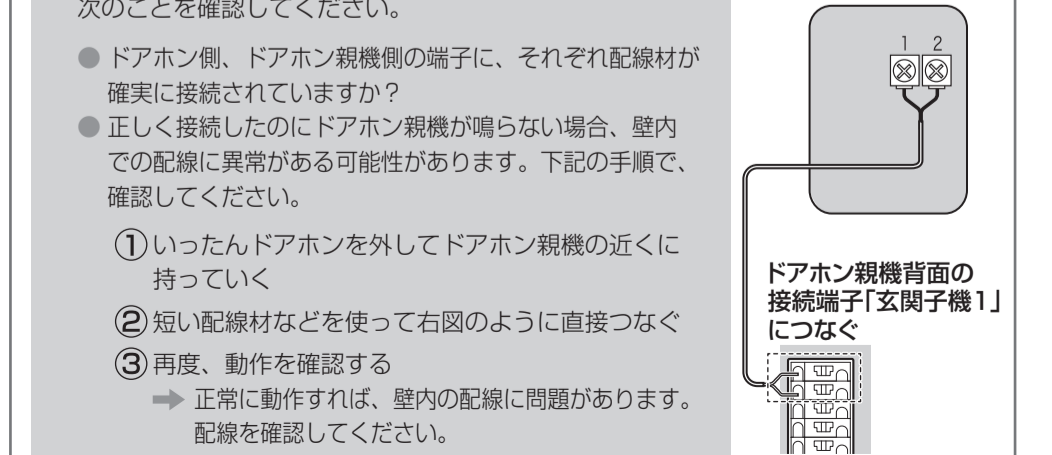 次のことを確認してください。
● ドアホン側、ドアホン親機側の端子に、それぞれ配線材が
確実に接続されていますか？
● 正しく接続したのにドアホン親機が鳴らない場合、壁内
での配線に異常がある可能性があります。下記の手順で、
確認してください。
①いったんドアホンを外してドアホン親機の近くに
持っていく
②短い配線材などを使って右図のように直接つなぐ
③再度、動作を確認する
➡ 正常に動作すれば、壁内の配線に問題があります。
配線を確認してください。
1 2
ドアホン親機背面の
接続端子「玄関子機1」
につなぐ